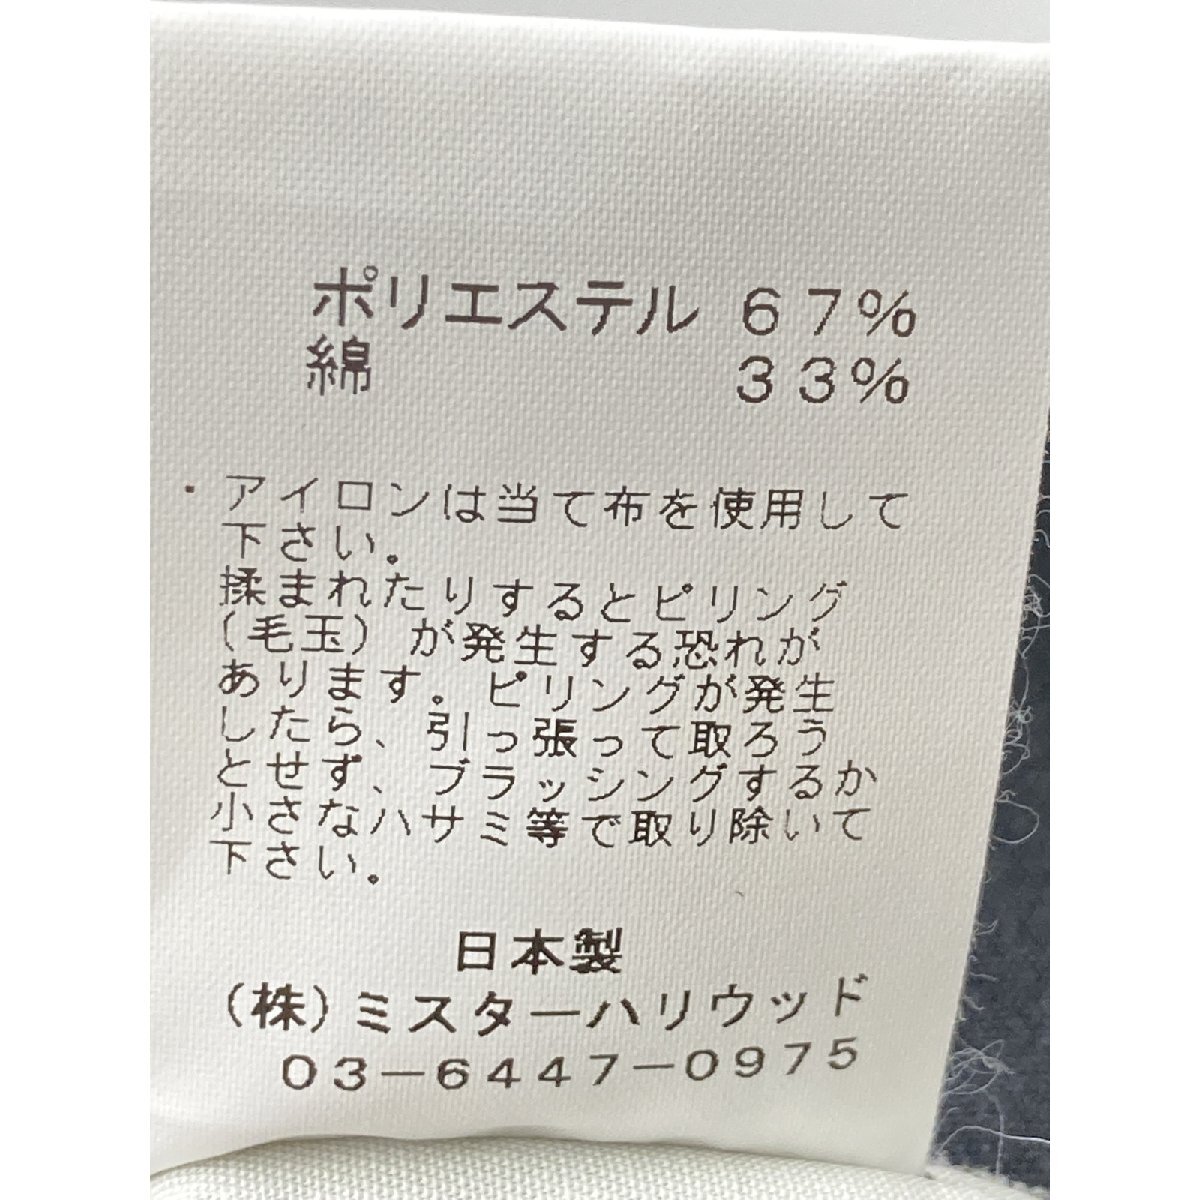 ポリエステル 67%
綿 33%
・アイロンは当て布を使用して
下さい。
揉まれたりするとピリング
(毛玉)が発生する恐れが
あります。ピリングが発生
したら、引っ張って取ろう
とせず、ブラッシングするか
小さなハサミ等で取り除いて
下さい。
日本製
(株)ミスターハリウッド
03-6447-0975